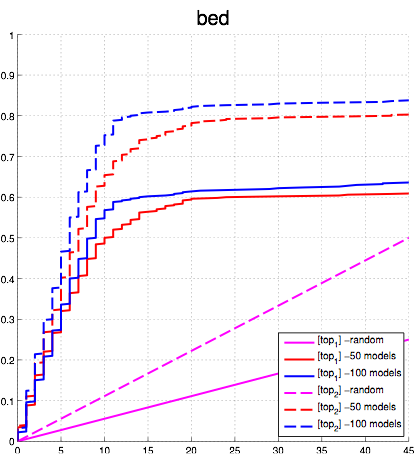 bed
1
0.9
0.8
0.7
0.6
0.5
0.4
0.3
0.2
0.1
0
0 5 10 15 20 25 30 35 40 45
[top1] −random
[top1] −50 models
[top1] −100 models
[top2] −random
[top2] −50 models
[top2] −100 models